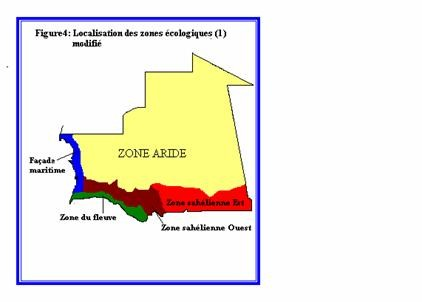 Figure4: Localisation des zones écologiques (1)
modifié
ZONE ARIDE
Façade
maritime
Zone sahélienne Est
Zone du fleuve
Zone sahélienne Ouest